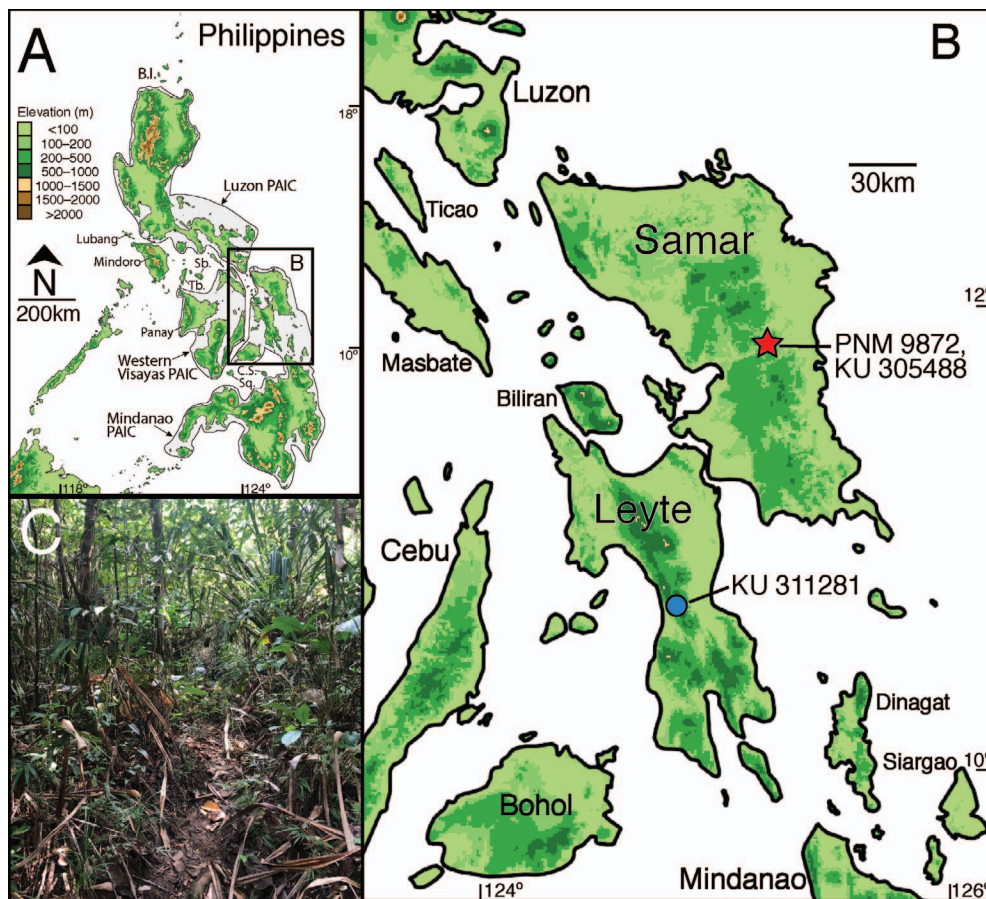 A
Philippines
B.I.
18°
Elevation (m)
<100
100–200
200–500
500–1000
1000–1500
1500–2000
>2000
Luzon PAIC
Lubang
Mindoro
N
200km
Sb.
Tb.
B
Panay
10°
Western
Visayas PAIC
C.S.
Sq.
Mindanao
PAIC
118°
124°
B
Luzon
30km
Ticao
Samar
12°
Masbate
PNM 9872,
KU 305488
Biliran
Leyte
Cebu
KU 311281
Dinagat
Siargao
10°
Bohol
Mindanao
124°
126°
C